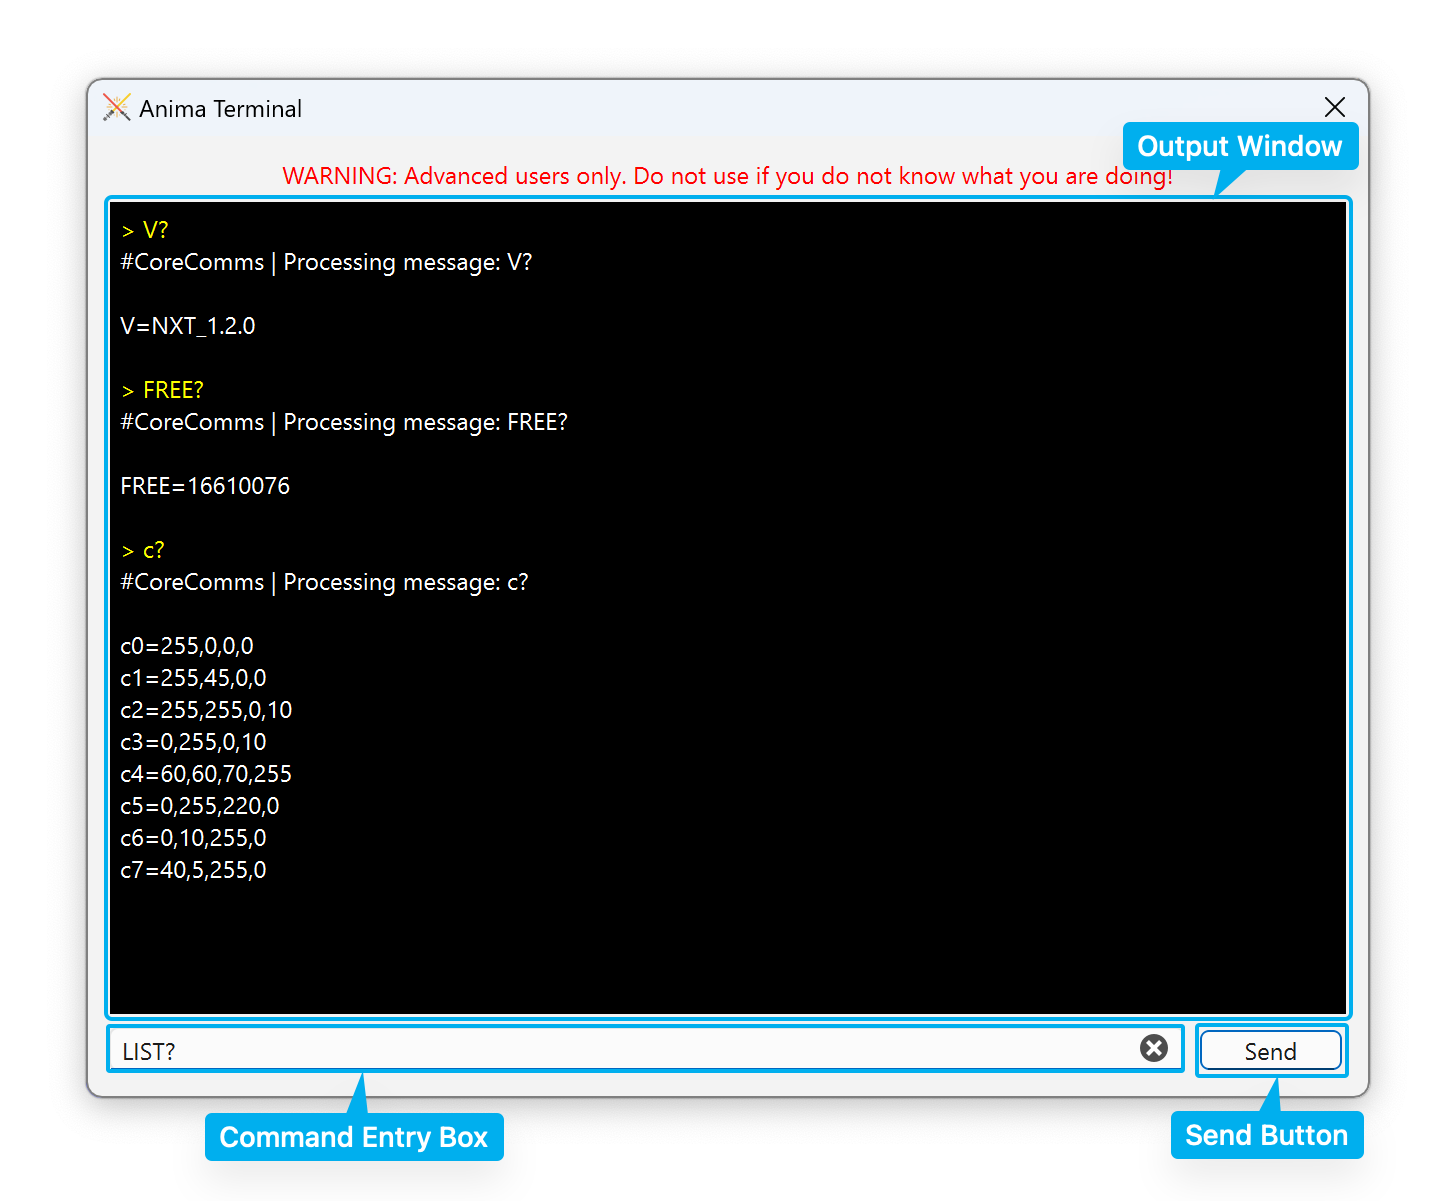 Anima Terminal
Output Window
WARNING: Advanced users only. Do not use if you do not know what you are doing!
> V?
#CoreComms | Processing message: V?
V=NXT_1.2.0
> FREE?
#CoreComms | Processing message: FREE?
FREE=16610076
> c?
#CoreComms | Processing message: c?
c0=255,0,0,0
c1=255,45,0,0
c2=255,255,0,10
c3=0,255,0,10
c4=60,60,70,255
c5=0,255,220,0
c6=0,10,255,0
c7=40,5,255,0
LIST?
Send
Command Entry Box
Send Button